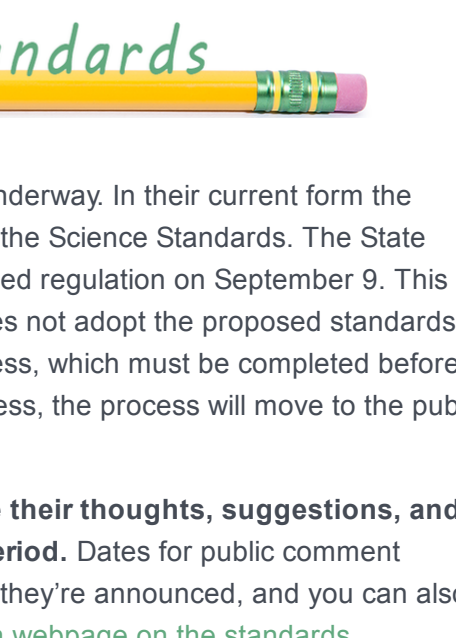 ndards
nderway. In their current form the
the Science Standards. The State
ed regulation on September 9. This
es not adopt the proposed standards
ess, which must be completed before
ess, the process will move to the pub
e their thoughts, suggestions, and
eriod. Dates for public comment
they're announced, and you can also
n webpage on the standards